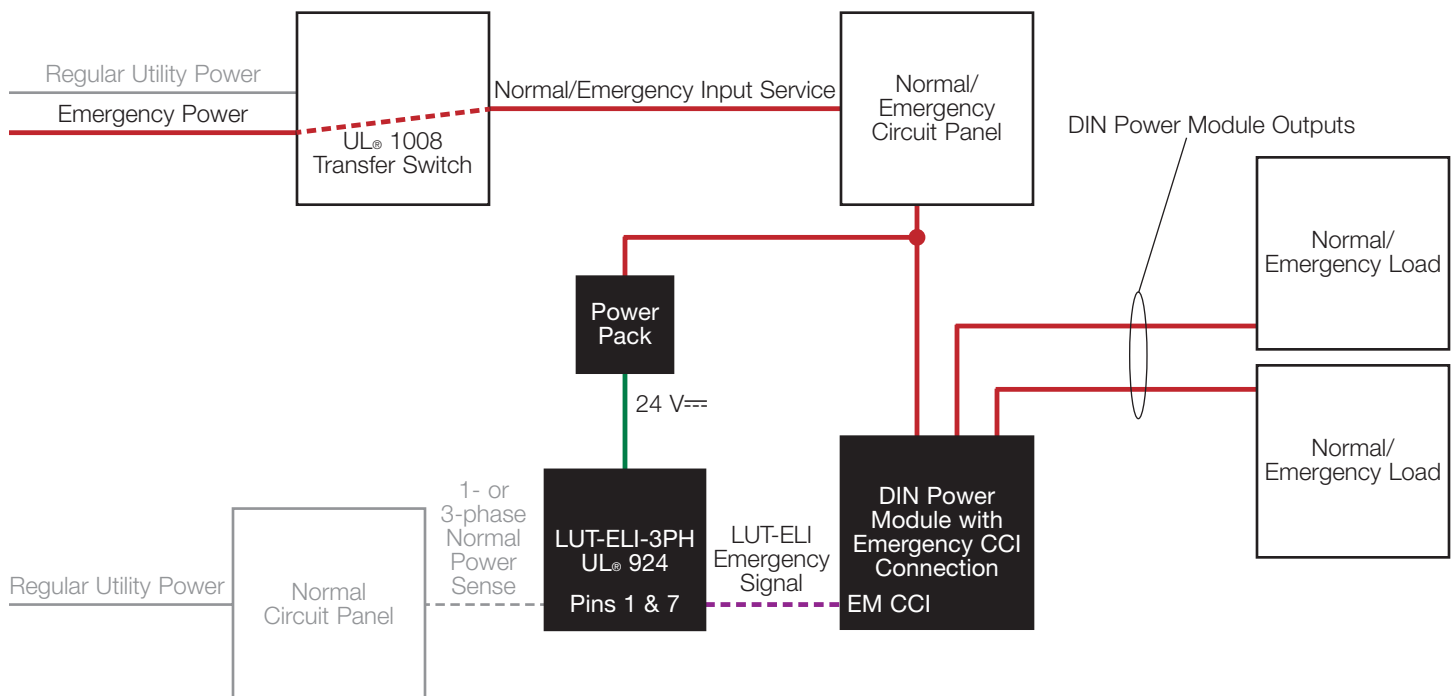 Regular Utility Power
Emergency Power
UL® 1008
Transfer Switch
Normal/Emergency Input Service
Normal/
Emergency
Circuit Panel
DIN Power Module Outputs
Normal/
Emergency Load
Power
Pack
24 V⎓
Normal/
Emergency Load
1- or
3-phase
Normal
Power
Sense
LUT-ELI-3PH
UL® 924
Pins 1 & 7
LUT-ELI
Emergency
Signal
DIN Power
Module with
Emergency CCI
Connection
EM CCI
Regular Utility Power
Normal
Circuit Panel